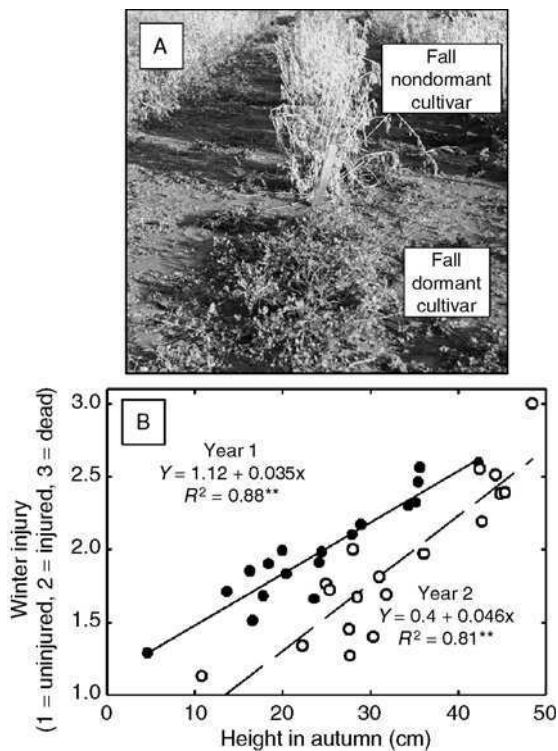 A
Fall
nondormant
cultivar
Fall
dormant
cultivar
Winter injury
(1 = uninjured, 2 = injured, 3 = dead)
3.0
2.5
2.0
1.5
1.0
B
Year 1
Y = 1.12 + 0.035x
R² = 0.88**
Year 2
Y = 0.4 + 0.046x
R² = 0.81**
0
10
20
30
40
50
Height in autumn (cm)